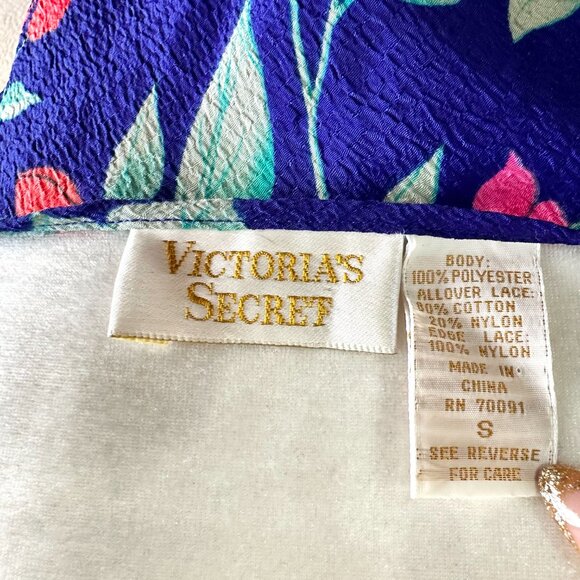 VICTORIA'S
SECRET
BODY:
100% POLYESTER
ALLOVER LACE:
80% COTTON
20% NYLON
EDGE LACE:
100% NYLON
MADE IN
CHINA
RN 70091
S
SEE REVERSE
FOR CARE